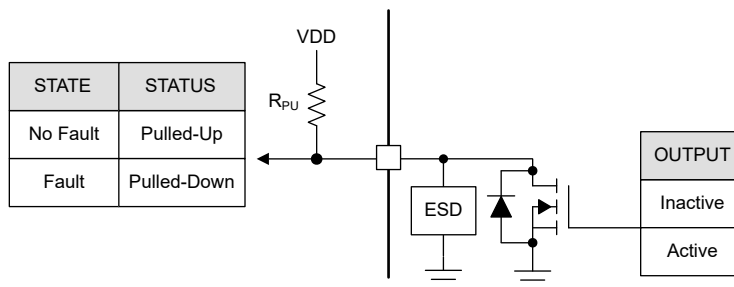 VDD
STATE STATUS
R_PU
No Fault Pulled-Up
OUTPUT
Fault Pulled-Down
ESD
Inactive
Active